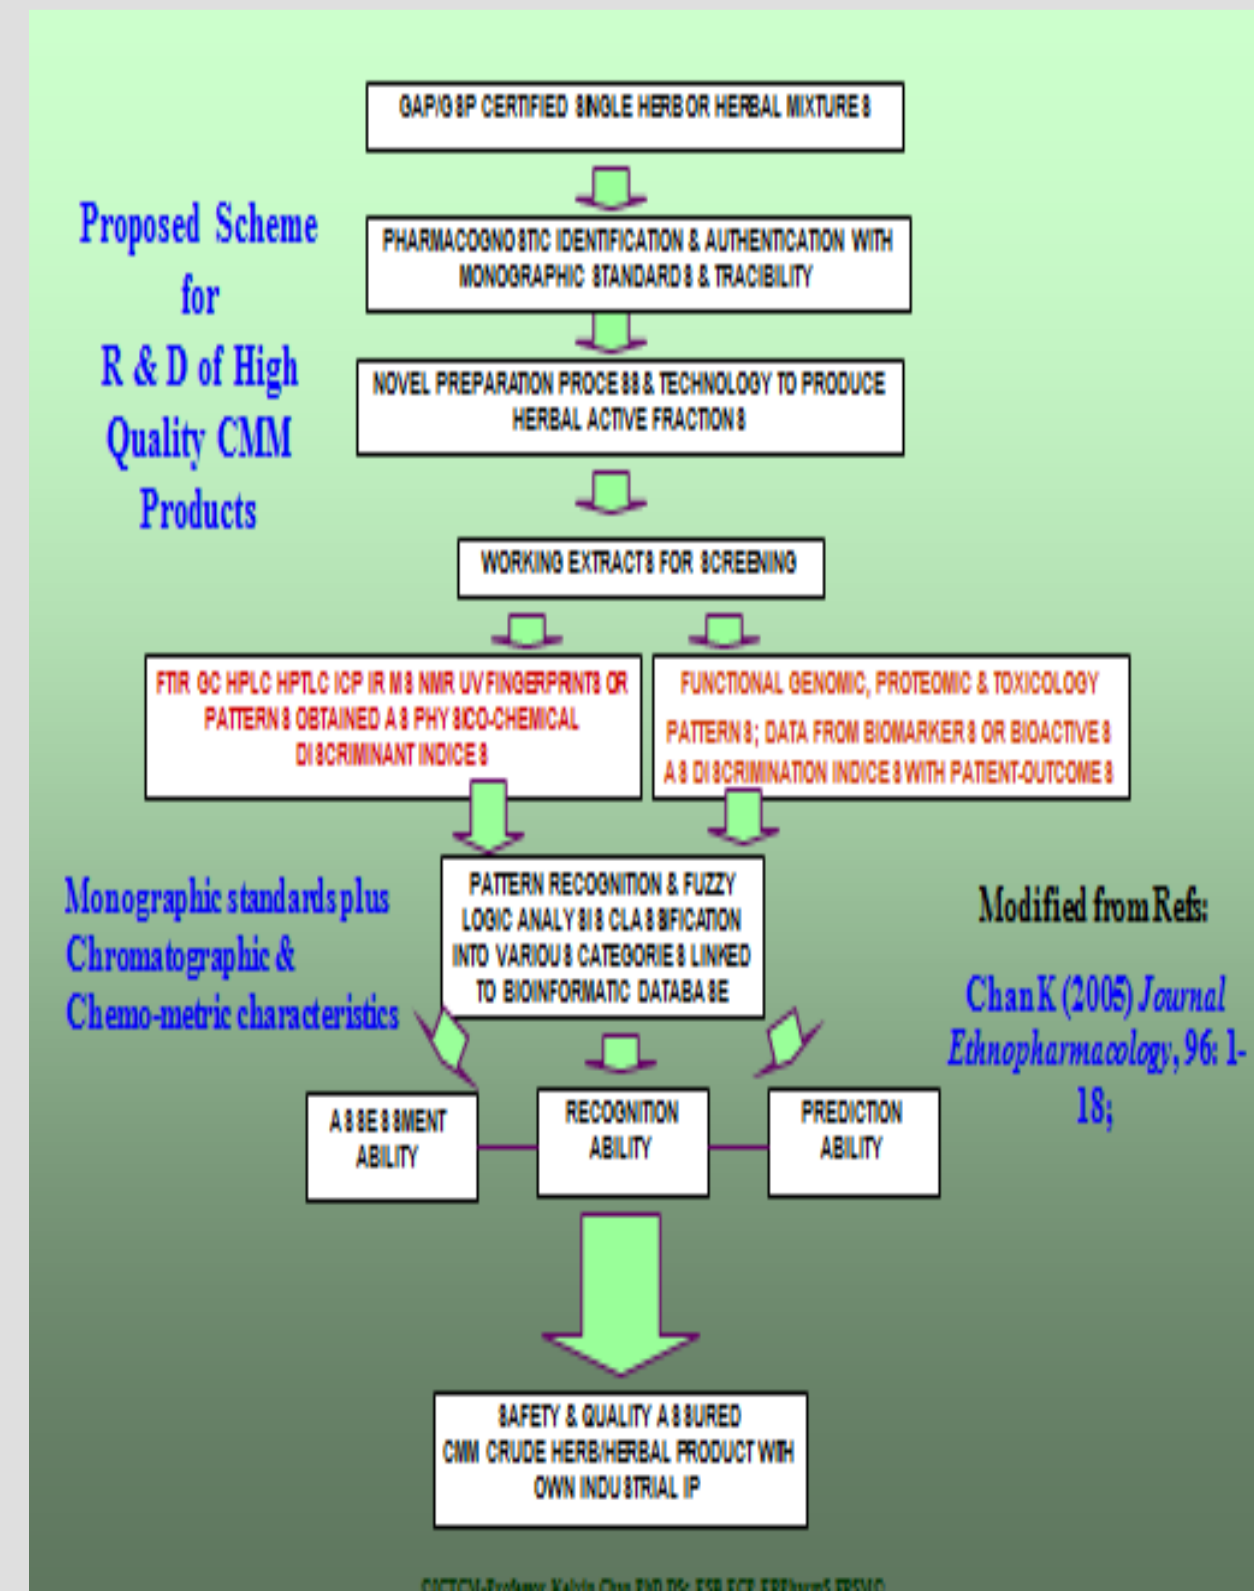 GAP/GSP CERTIFIED SINGLE HERB OR HERBAL MIXTURES
Proposed Scheme
for
R & D of High
Quality CMM
Products
PHARMACOGNOSTIC IDENTIFICATION & AUTHENTICATION WITH
MONOGRAPHIC STANDARDS & TRACIBILITY
NOVEL PREPARATION PROCESS & TECHNOLOGY TO PRODUCE
HERBAL ACTIVE FRACTIONS
WORKING EXTRACTS FOR SCREENING
FTIR GC HPLC HPTLC ICP IR MS NMR UV FINGERPRINTS OR
PATTERNS OBTAINED AS PHYSICO-CHEMICAL
DISCRIMINANT INDICES
FUNCTIONAL GENOMIC, PROTEOMIC & TOXICOLOGY
PATTERNS; DATA FROM BIOMARKERS OR BIOACTIVES
AS DISCRIMINATION INDICES WITH PATIENT-OUTCOMES
PATTERN RECOGNITION & FUZZY
LOGIC ANALYSIS CLASSIFICATION
INTO VARIOUS CATEGORIES LINKED
TO BIOINFORMATIC DATABASE
Monographic standards plus
Chromatographic &
Chemo-metric characteristics
Modified from Refs:
Chan K (2005) Journal
Ethnopharmacology, 96: 1-
18;
ASSESSMENT
ABILITY
RECOGNITION
ABILITY
PREDICTION
ABILITY
SAFETY & QUALITY ASSURED
CMM CRUDE HERB/HERBAL PRODUCT WITH
OWN INDUSTRIAL IP
Professor Kelvin Chan PhD DSc